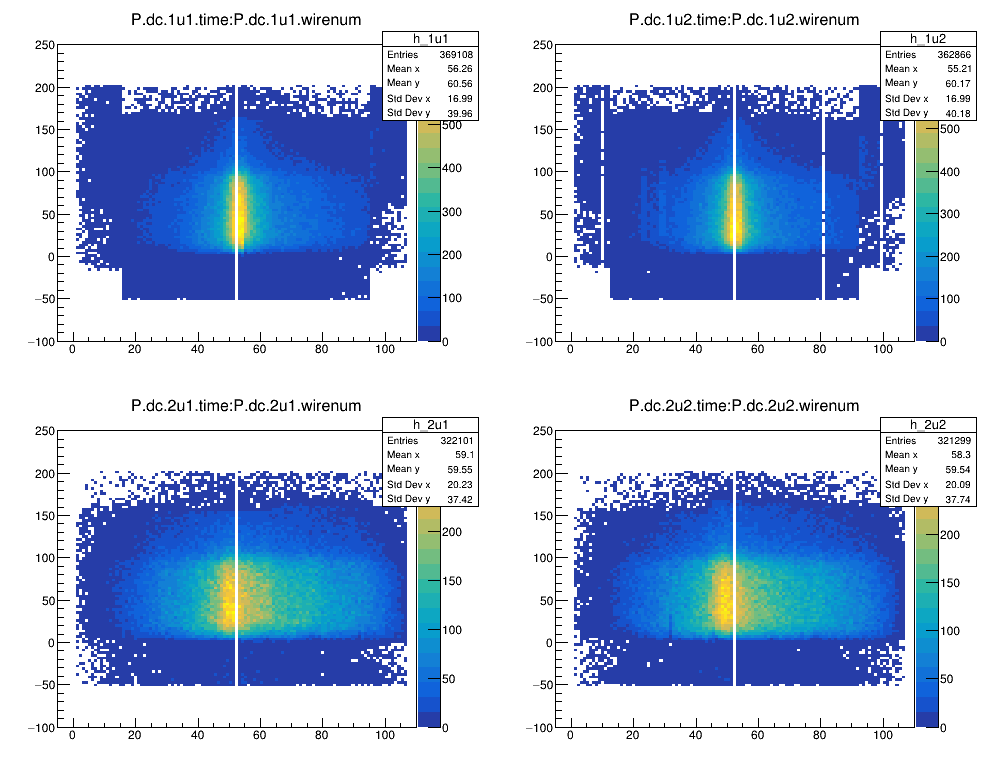 P.dc.1u1.time:P.dc.1u1.wirenum
h_1u1
Entries 369108
Mean x 56.26
Mean y 60.56
Std Dev x 16.99
Std Dev y 39.96
250
200
150
100
50
0
−50
−100
0 20 40 60 80 100
500
400
300
200
100
0
P.dc.1u2.time:P.dc.1u2.wirenum
h_1u2
Entries 362866
Mean x 55.21
Mean y 60.17
Std Dev x 16.99
Std Dev y 40.18
250
200
150
100
50
0
−50
−100
0 20 40 60 80 100
500
400
300
200
100
0
P.dc.2u1.time:P.dc.2u1.wirenum
h_2u1
Entries 322101
Mean x 59.1
Mean y 59.55
Std Dev x 20.23
Std Dev y 37.42
250
200
150
100
50
0
−50
−100
0 20 40 60 80 100
200
150
100
50
0
P.dc.2u2.time:P.dc.2u2.wirenum
h_2u2
Entries 321299
Mean x 58.3
Mean y 59.54
Std Dev x 20.09
Std Dev y 37.74
250
200
150
100
50
0
−50
−100
0 20 40 60 80 100
200
150
100
50
0